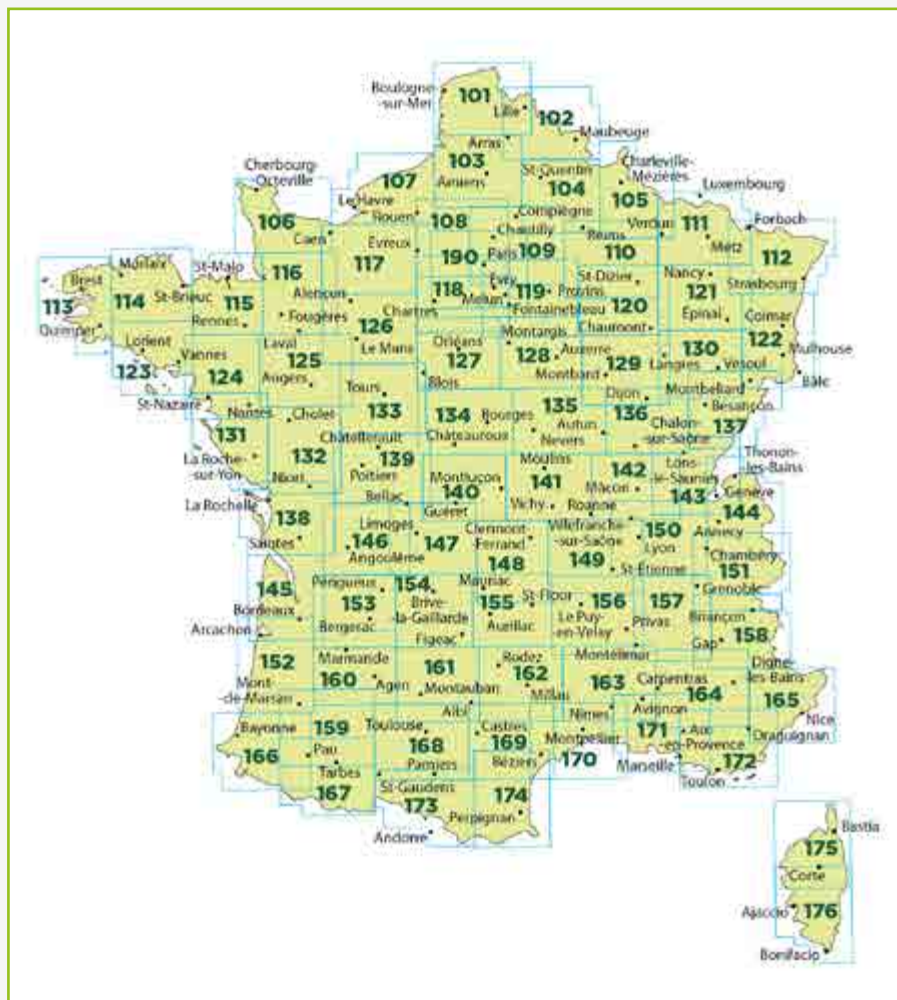 Boulogne
-sur-Mer
101
Lille
102
Maubeuge
Arras
Cherbourg-
Octeville
107
103
Amiens
St-Quentin
104
Charleville-
Mézières
105
Luxembourg
Le Havre
Rouen
106
Caen
108
Compiègne
Chantilly
Reims
Verdun
111
Metz
Forbach
112
Evreux
117
190
Paris
109
110
St-Dizier
Nancy
Strasbourg
Brest
Morlaix
St-Malo
116
113
114
St-Brieuc
115
Alençon
118
Evry
Melun
119
Provins
121
Quimper
Rennes
Fougères
Chartres
Fontainebleau
120
Epinal
Colmar
Lorient
Laval
126
Le Mans
Orléans
Montargis
Chaumont
122
123
Vannes
124
125
Angers
127
128
Auxerre
129
Langres
130
Vesoul
Mulhouse
Blois
Montbard
Montbéliard
Bâle
St-Nazaire
Tours
Dijon
Besançon
Nantes
Cholet
133
134
Bourges
135
Autun
136
Chalon-
sur-Saône
137
131
Châtellerault
Châteauroux
Nevers
La Roche-
sur-Yon
132
139
Poitiers
Moulins
Lons-
le-Saunier
Thonon-
les-Bains
Niort
Montluçon
140
141
142
Mâcon
143
Genève
La Rochelle
Bellac
Guéret
Vichy
Roanne
144
138
Limoges
Clermont-
Ferrand
Villefranche-
sur-Saône
150
Annecy
Saintes
146
Angoulême
147
148
149
Lyon
Chambéry
St-Etienne
151
145
Périgueux
154
Mauriac
Grenoble
Bordeaux
153
Brive-
la-Gaillarde
155
St-Flour
156
157
Briançon
Arcachon
Bergerac
Aurillac
Le Puy-
en-Velay
Privas
158
Figeac
Gap
152
Marmande
161
Rodez
Montélimar
Digne-
les-Bains
Mont-
de-Marsan
160
Agen
Montauban
162
Millau
163
Carpentras
164
165
Albi
Nîmes
Avignon
Nice
Bayonne
159
Toulouse
Castres
Montpellier
171
Aix
-en-Provence
Draguignan
166
Pau
168
169
Béziers
170
Marseille
172
Tarbes
Pamiers
Toulon
167
St-Gaudens
173
174
Perpignan
Andorre
Bastia
175
Corte
Ajaccio
176
Bonifacio